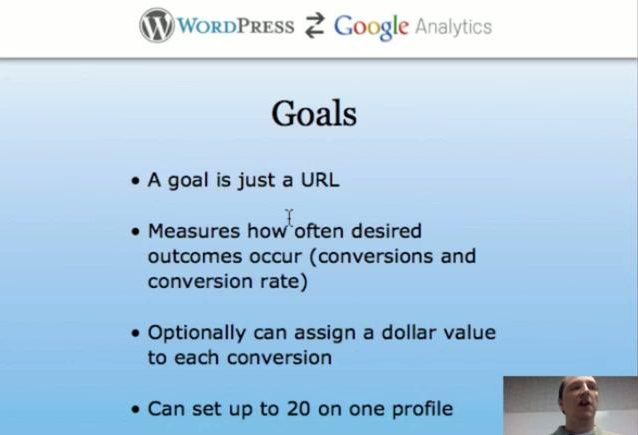 WORDPRESS Google Analytics
Goals
• A goal is just a URL
• Measures how often desired
outcomes occur (conversions and
conversion rate)
• Optionally can assign a dollar value
to each conversion
• Can set up to 20 on one profile